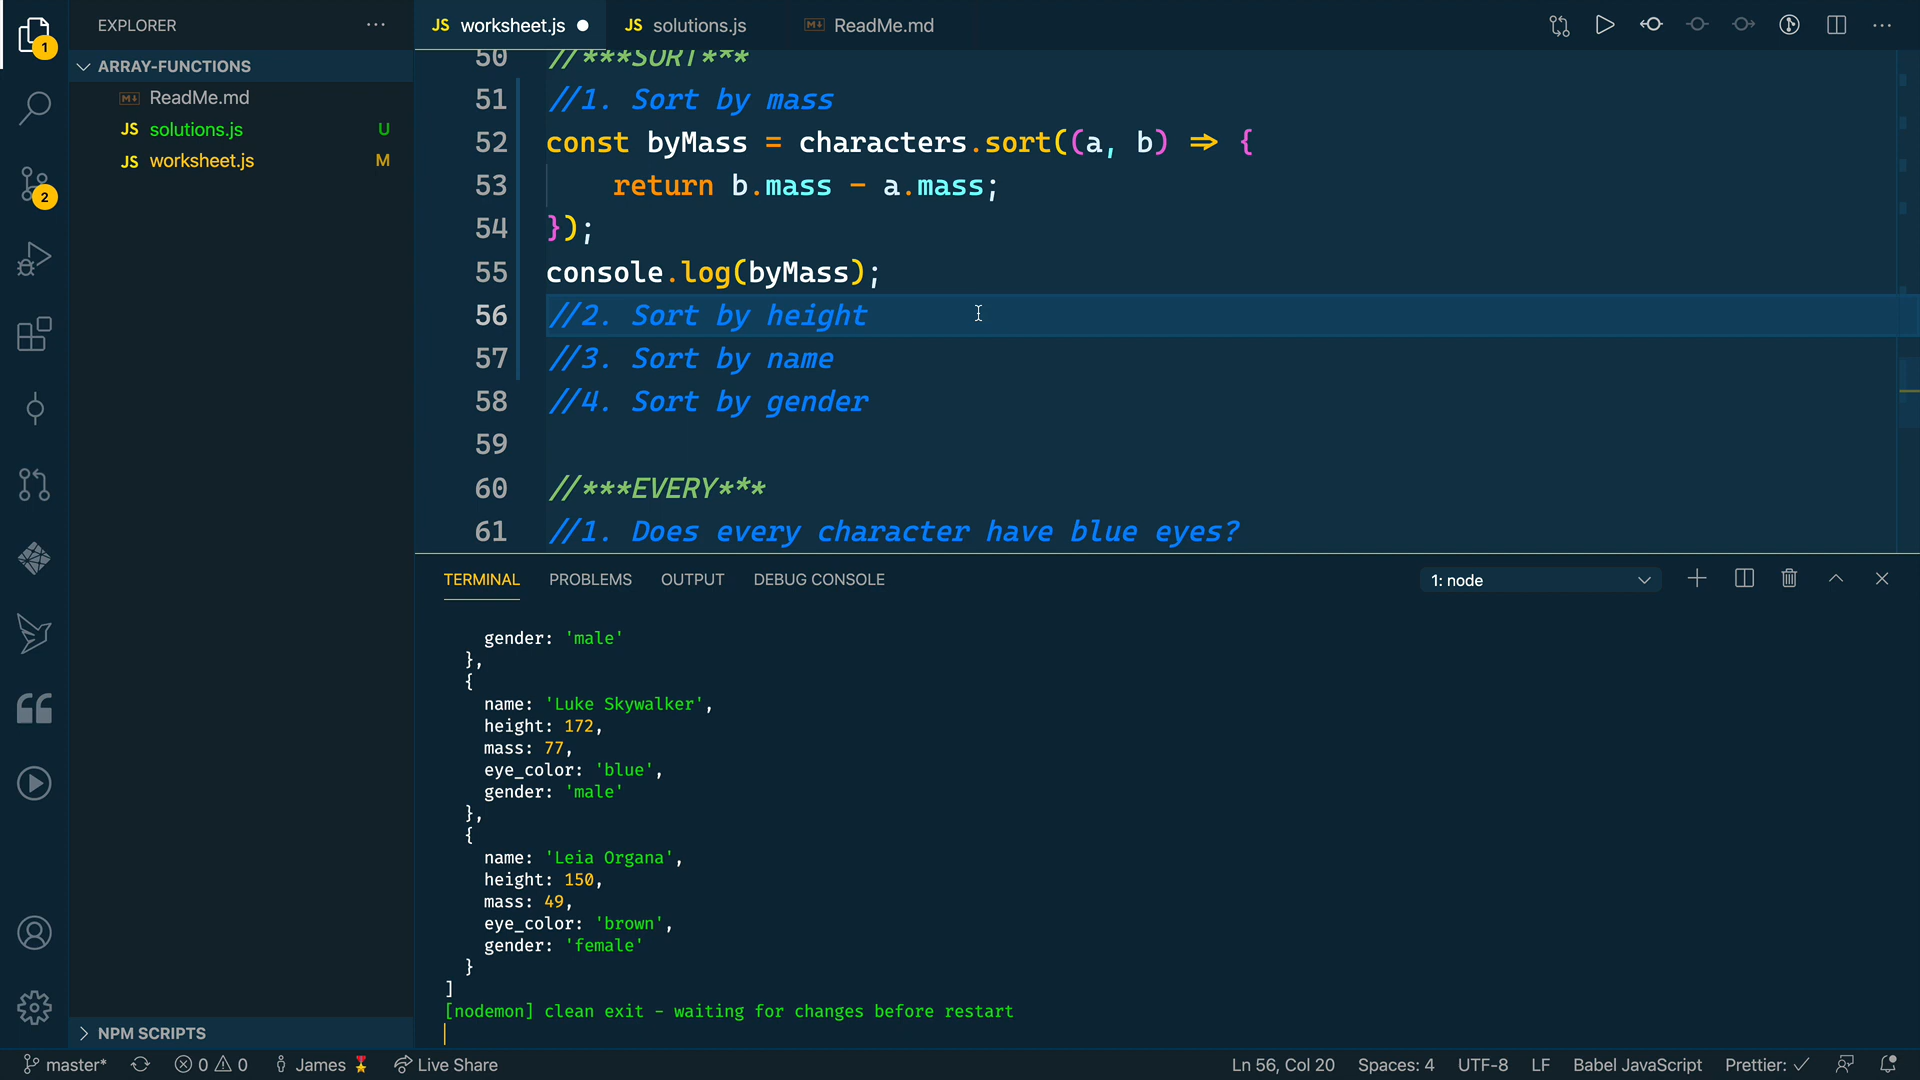 EXPLORER
ARRAY-FUNCTIONS
ReadMe.md
JS solutions.js U
JS worksheet.js M
1
2
NPM SCRIPTS
JS worksheet.js
JS solutions.js
ReadMe.md
50 //***SORT***
51 //1. Sort by mass
52 const byMass = characters.sort((a, b) => {
53 return b.mass - a.mass;
54 });
55 console.log(byMass);
56 //2. Sort by height
57 //3. Sort by name
58 //4. Sort by gender
59
60 //***EVERY***
61 //1. Does every character have blue eyes?
TERMINAL PROBLEMS OUTPUT DEBUG CONSOLE 1: node
gender: 'male'
},
{
name: 'Luke Skywalker',
height: 172,
mass: 77,
eye_color: 'blue',
gender: 'male'
},
{
name: 'Leia Organa',
height: 150,
mass: 49,
eye_color: 'brown',
gender: 'female'
}
]
[nodemon] clean exit - waiting for changes before restart
master* 0 0 James Live Share Ln 56, Col 20 Spaces: 4 UTF-8 LF Babel JavaScript Prettier: ✓